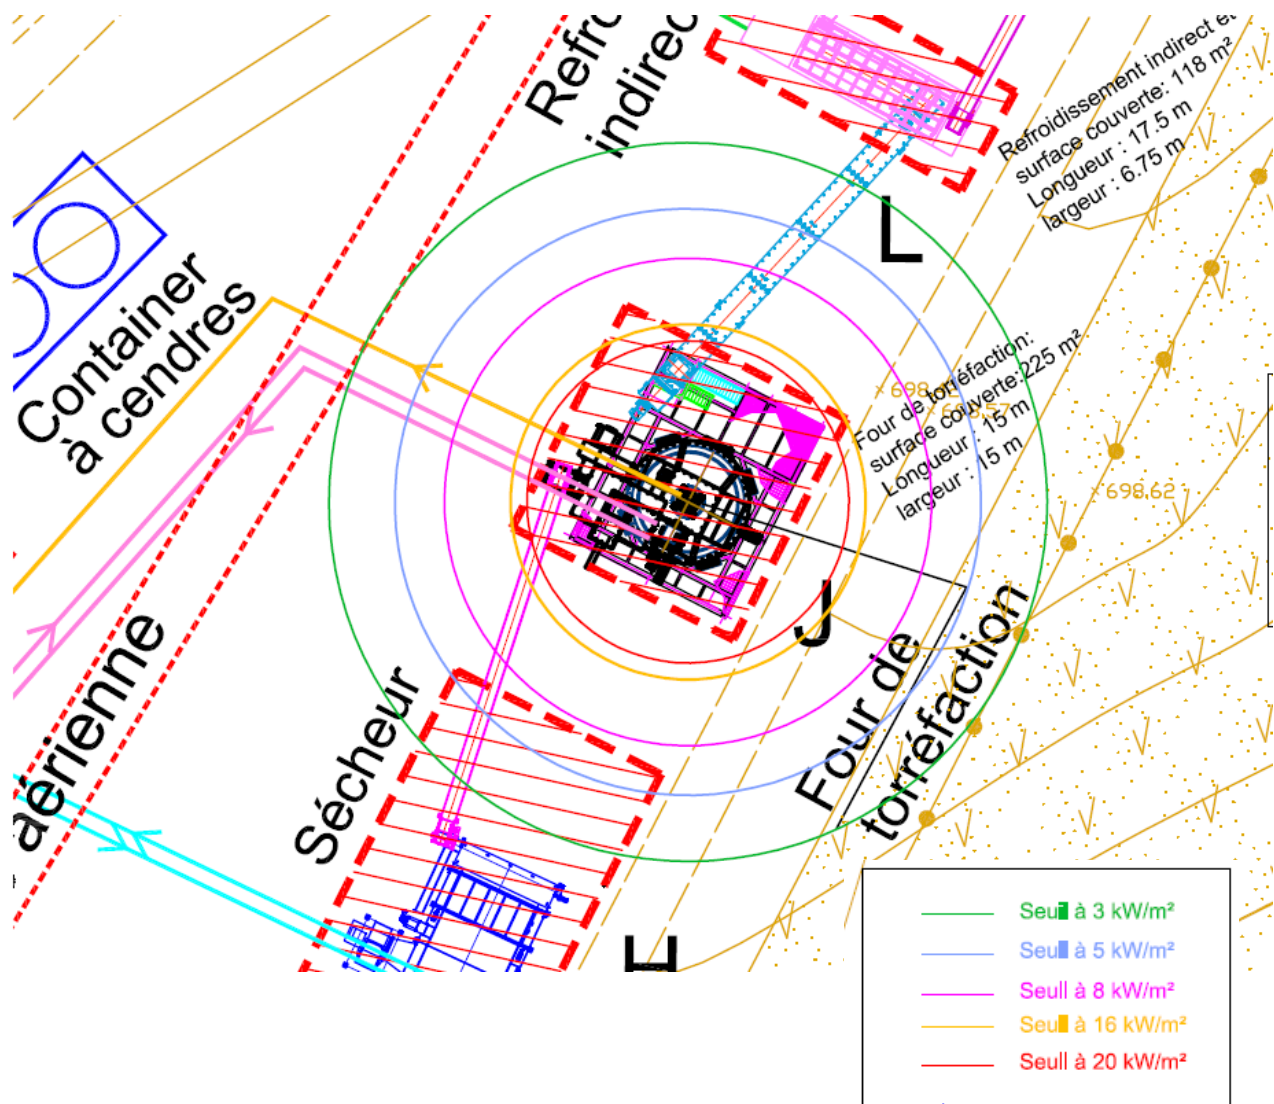 Refro
indirec
Refroidissement indirect et
surface couverte: 118 m²
Longueur : 17.5 m
largeur : 6.75 m
L
Container
à cendres
Four de torréfaction:
surface couverte:225 m²
Longueur : 15 m
largeur : 15 m
698.62
J
Four de
torréfaction
aérienne
Sécheur
H
Seuil à 3 kW/m²
Seuil à 5 kW/m²
Seuil à 8 kW/m²
Seuil à 16 kW/m²
Seuil à 20 kW/m²